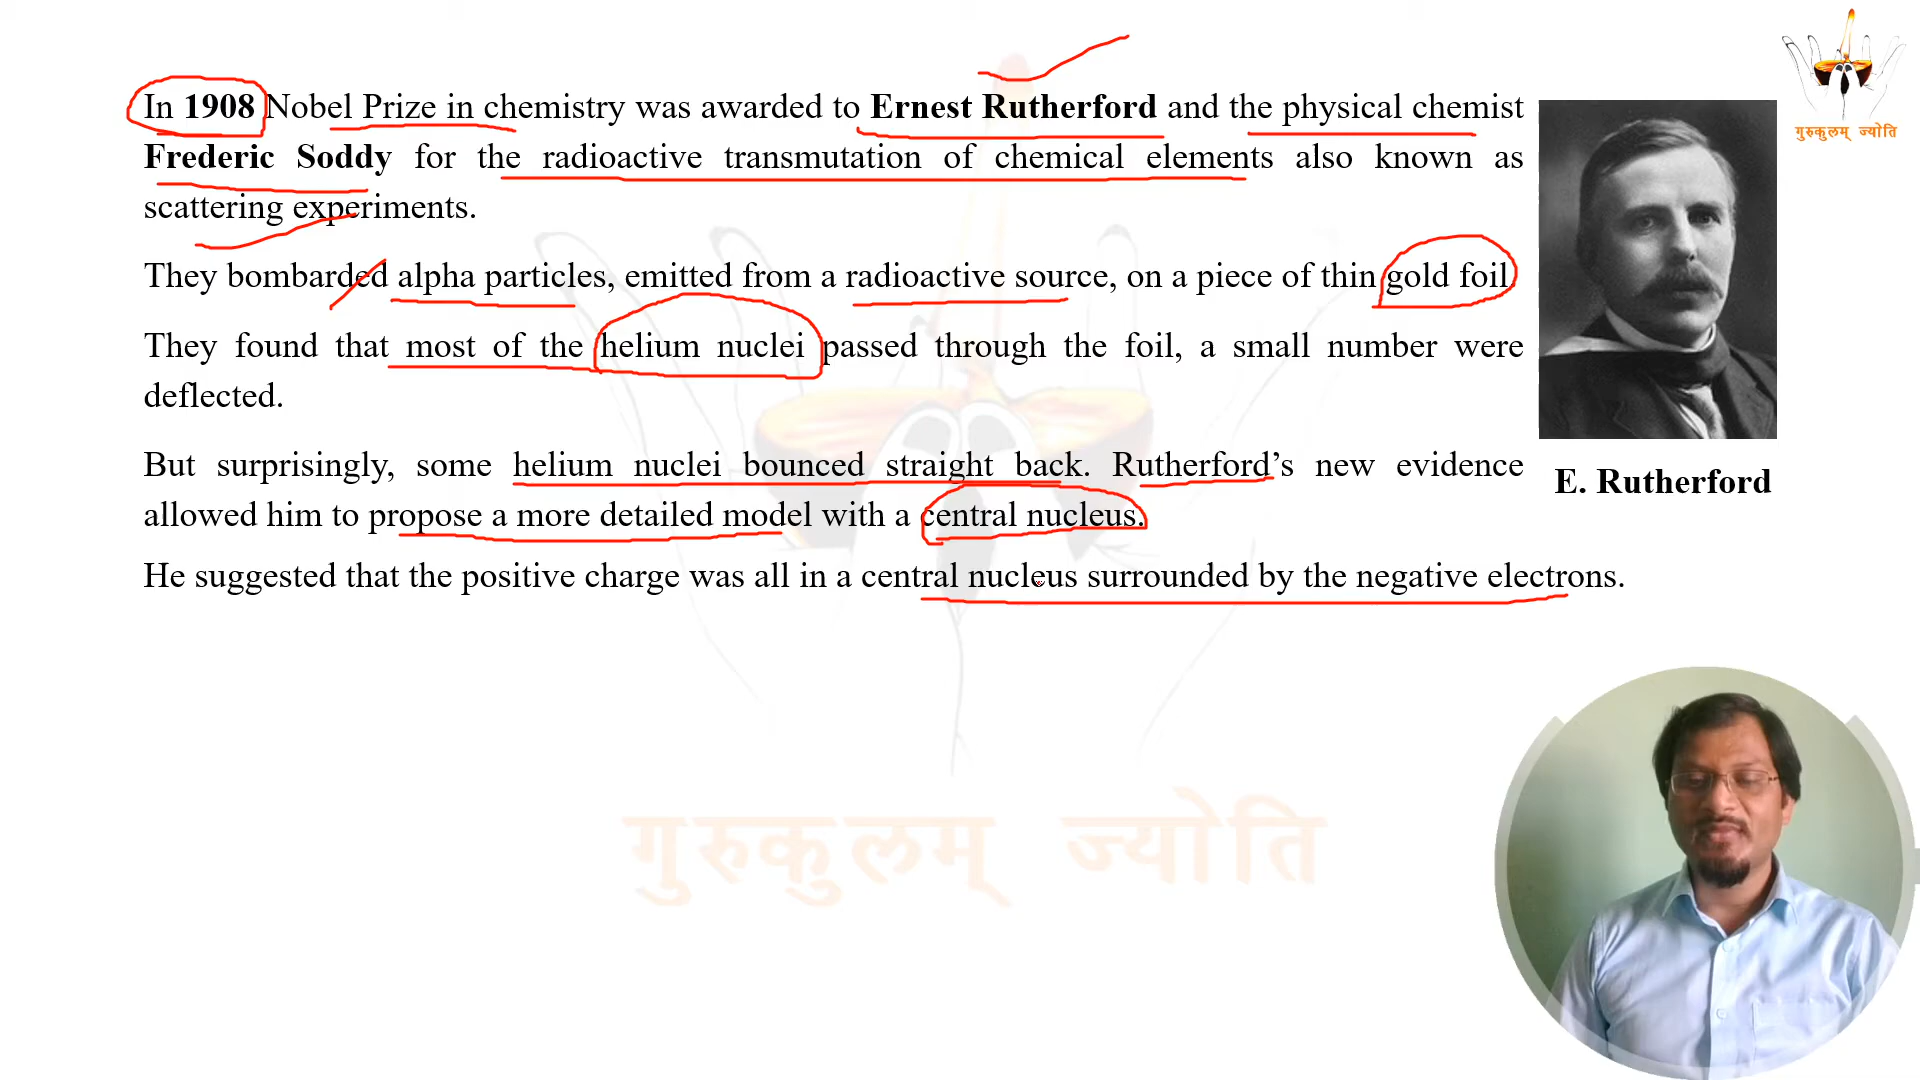 In 1908 Nobel Prize in chemistry was awarded to Ernest Rutherford and the physical chemist
Frederic Soddy for the radioactive transmutation of chemical elements also known as
scattering experiments.
They bombarded alpha particles, emitted from a radioactive source, on a piece of thin gold foil.
They found that most of the helium nuclei passed through the foil, a small number were
deflected.
But surprisingly, some helium nuclei bounced straight back. Rutherford’s new evidence
allowed him to propose a more detailed model with a central nucleus.
He suggested that the positive charge was all in a central nucleus surrounded by the negative electrons.
गुरुकुलम् ज्योति
E. Rutherford
गुरुकुलम् ज्योति